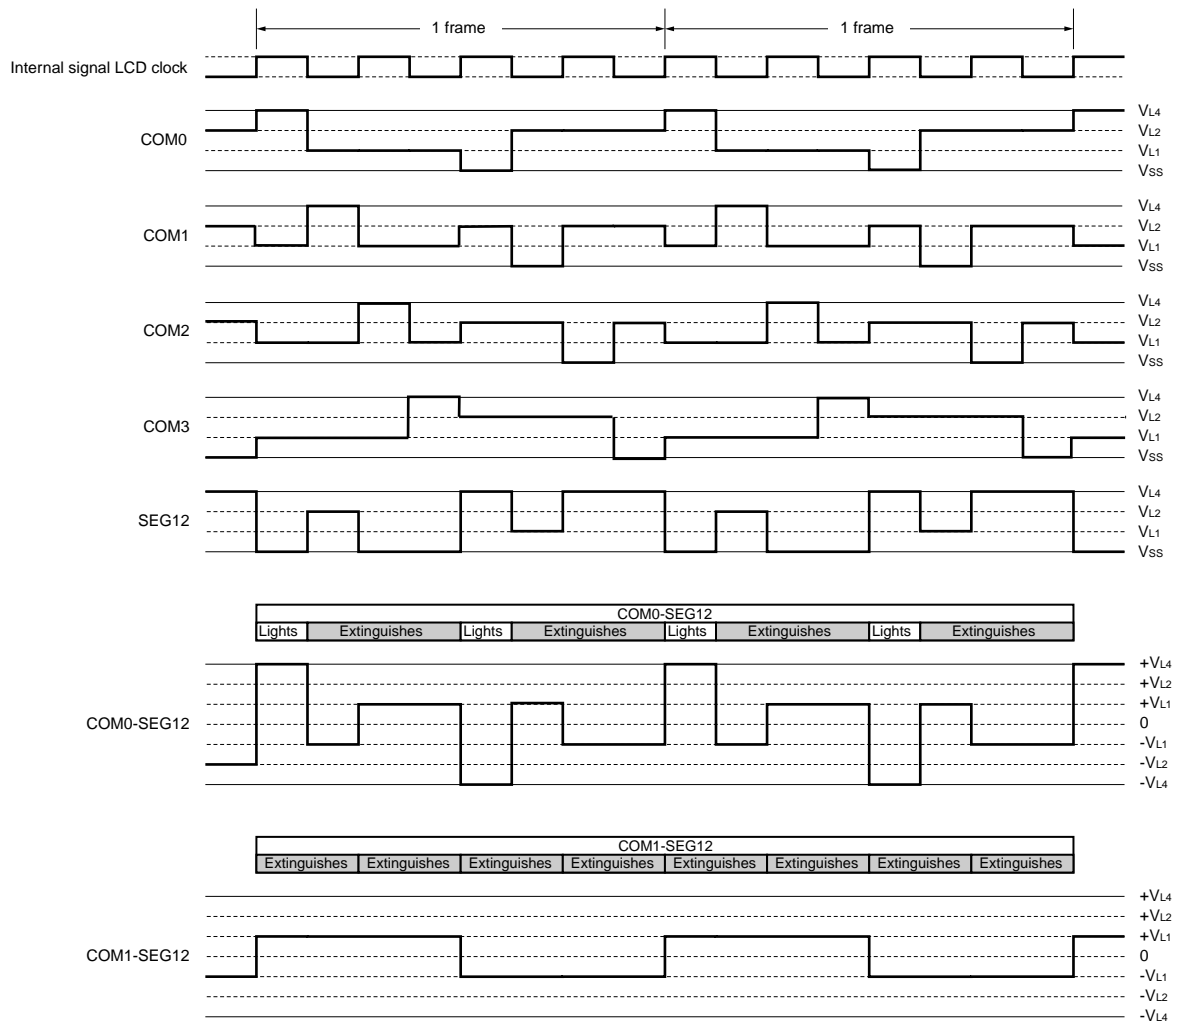 1 frame 1 frame
Internal signal LCD clock
COM0
VL4
VL2
VL1
VSS
COM1
VL4
VL2
VL1
VSS
COM2
VL4
VL2
VL1
VSS
COM3
VL4
VL2
VL1
VSS
SEG12
VL4
VL2
VL1
VSS
COM0-SEG12
Lights Extinguishes Lights Extinguishes Lights Extinguishes Lights Extinguishes
COM0-SEG12
+VL4
+VL2
+VL1
0
-VL1
-VL2
-VL4
COM1-SEG12
Extinguishes Extinguishes Extinguishes Extinguishes Extinguishes Extinguishes Extinguishes Extinguishes
COM1-SEG12
+VL4
+VL2
+VL1
0
-VL1
-VL2
-VL4